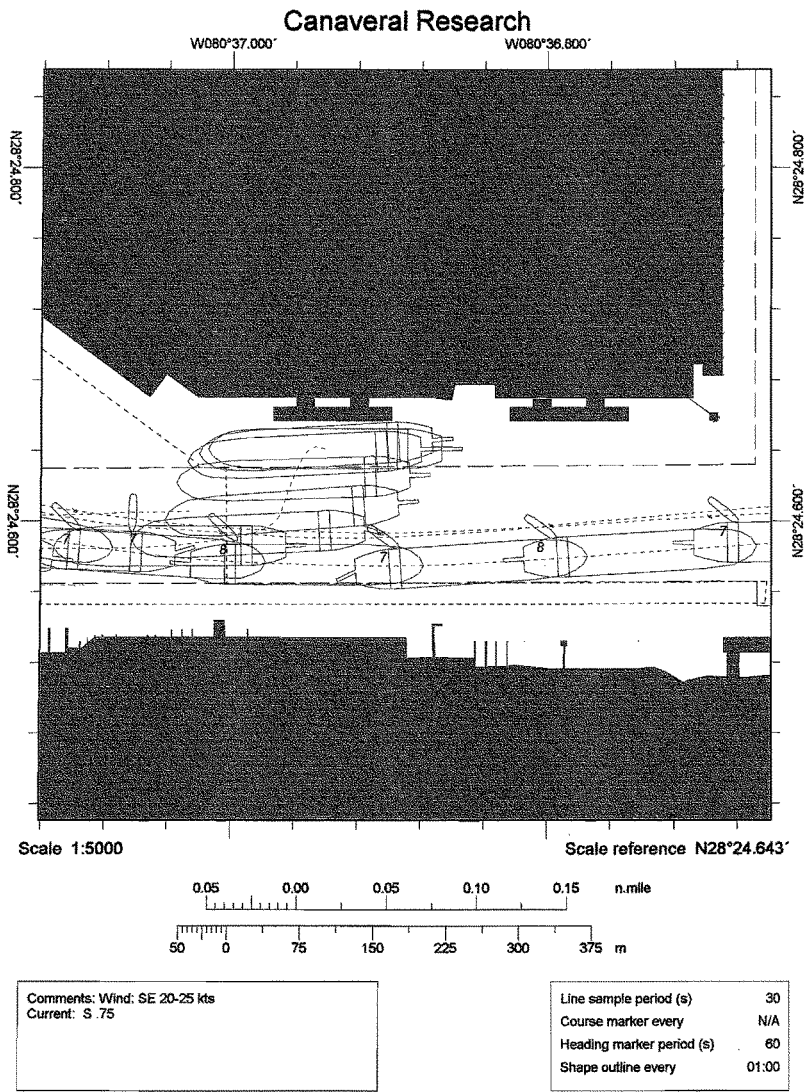 Canaveral Research
W080°37.000´ W080°36.800´
N28°24.800´ N28°24.800´
N28°24.600´ N28°24.600´
7 7 8 7 8 7
Scale 1:5000 Scale reference N28°24.643´
0.05 0.00 0.05 0.10 0.15 n.mile
50 0 75 150 225 300 375 m
Comments: Wind: SE 20-25 kts
Current: S .75
Line sample period (s) 30
Course marker every N/A
Heading marker period (s) 60
Shape outline every 01:00